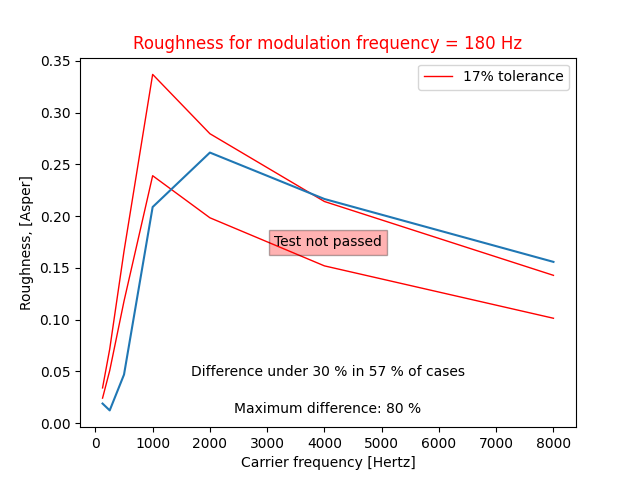 Roughness for modulation frequency = 180 Hz
17% tolerance
0.35
0.30
0.25
0.20
0.15
0.10
0.05
0.00
Roughness, [Asper]
Test not passed
Difference under 30 % in 57 % of cases
Maximum difference: 80 %
0 1000 2000 3000 4000 5000 6000 7000 8000
Carrier frequency [Hertz]